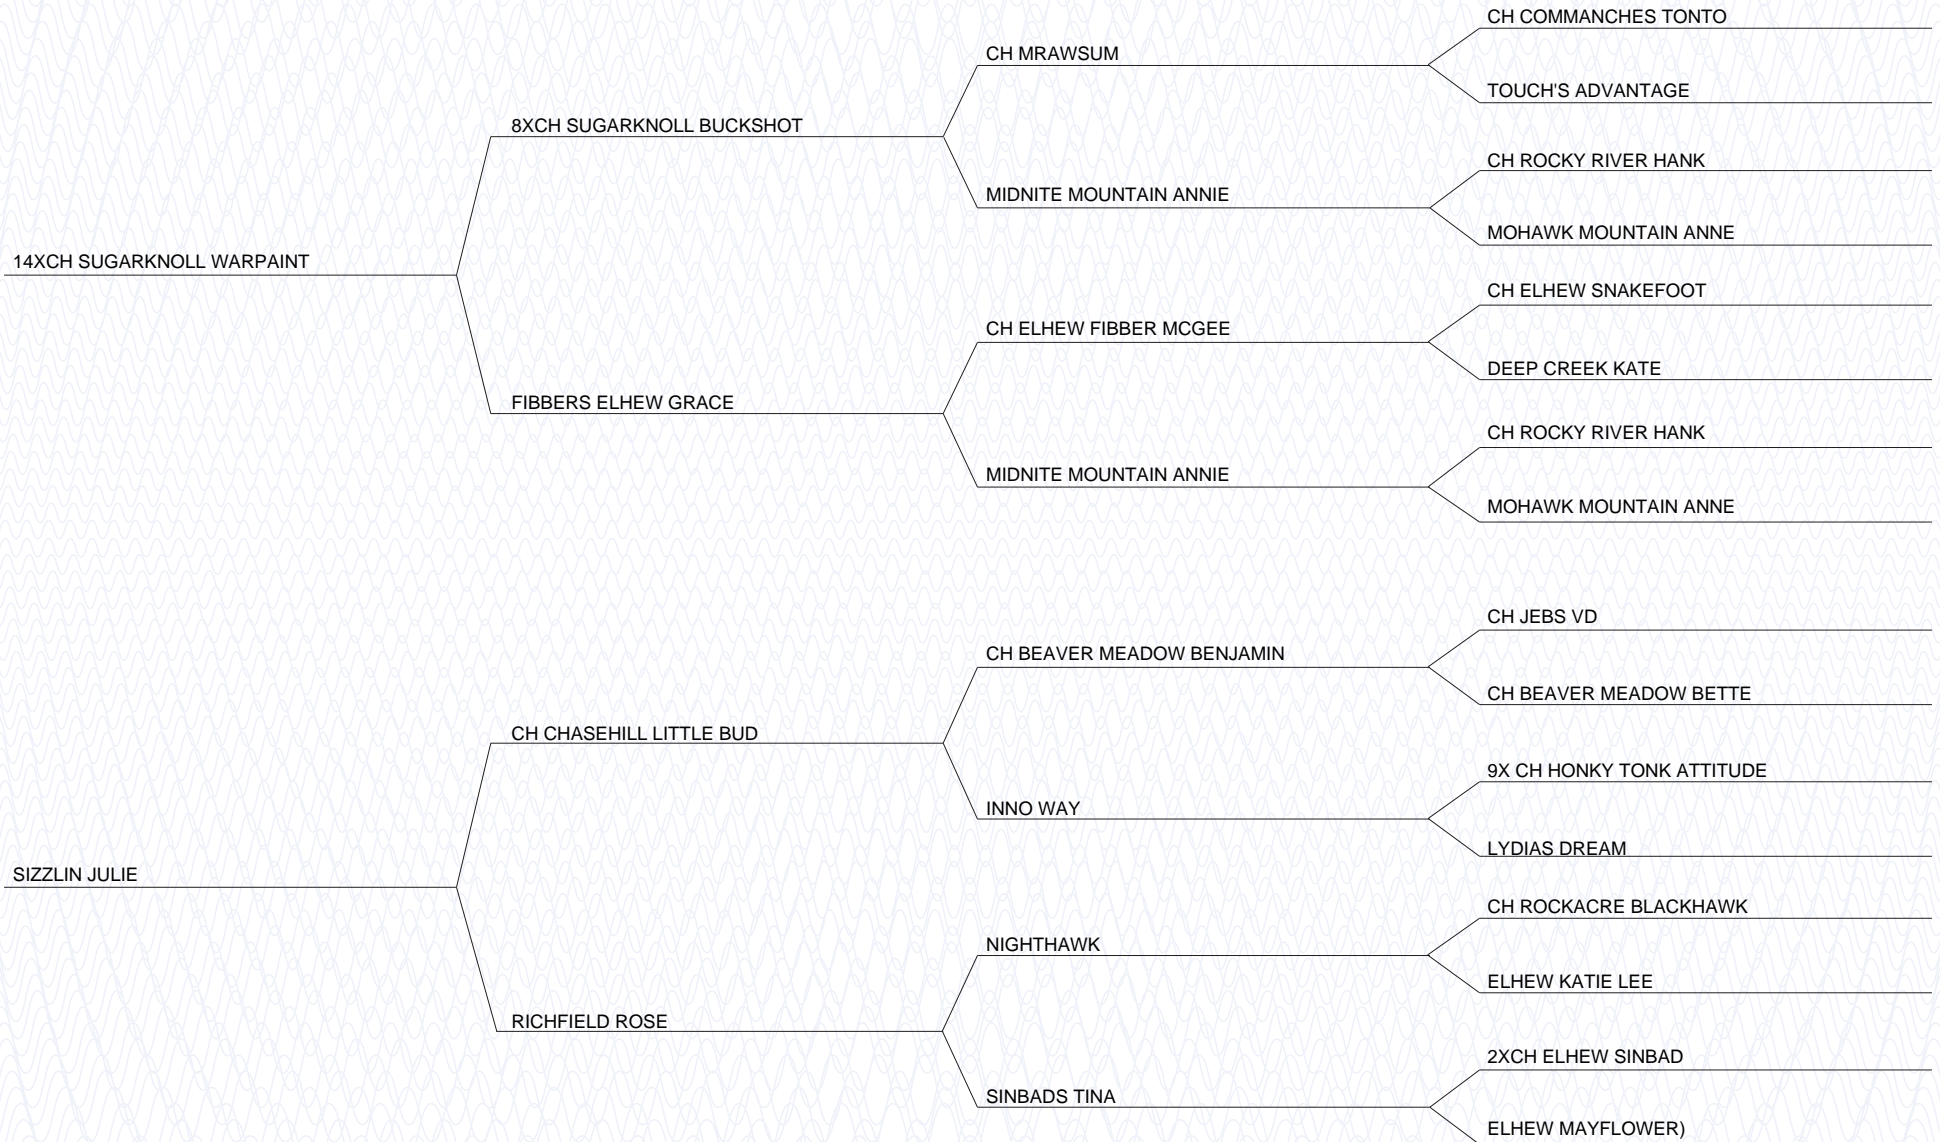 CH COMMANCHES TONTO
CH MRAWSUM
TOUCH'S ADVANTAGE
8XCH SUGARKNOLL BUCKSHOT
CH ROCKY RIVER HANK
MIDNITE MOUNTAIN ANNIE
MOHAWK MOUNTAIN ANNE
14XCH SUGARKNOLL WARPAINT
CH ELHEW SNAKEFOOT
CH ELHEW FIBBER MCGEE
DEEP CREEK KATE
FIBBERS ELHEW GRACE
CH ROCKY RIVER HANK
MIDNITE MOUNTAIN ANNIE
MOHAWK MOUNTAIN ANNE
CH JEBS VD
CH BEAVER MEADOW BENJAMIN
CH BEAVER MEADOW BETTE
CH CHASEHILL LITTLE BUD
9X CH HONKY TONK ATTITUDE
INNO WAY
LYDIAS DREAM
SIZZLIN JULIE
CH ROCKACRE BLACKHAWK
NIGHTHAWK
ELHEW KATIE LEE
RICHFIELD ROSE
2XCH ELHEW SINBAD
SINBADS TINA
ELHEW MAYFLOWER)